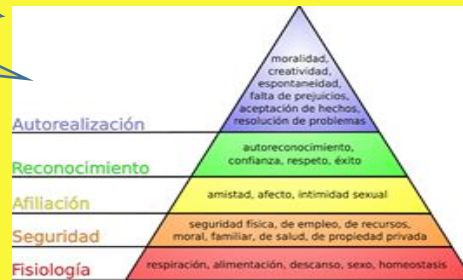 moralidad,
creatividad,
espontaneidad,
falta de prejuicios,
aceptación de hechos,
resolución de problemas
Autorealización
autoreconocimiento,
confianza, respeto, éxito
Reconocimiento
amistad, afecto, intimidad sexual
Afiliación
seguridad física, de empleo, de recursos,
moral, familiar, de salud, de propiedad privada
Seguridad
respiración, alimentación, descanso, sexo, homeostasis
Fisiología